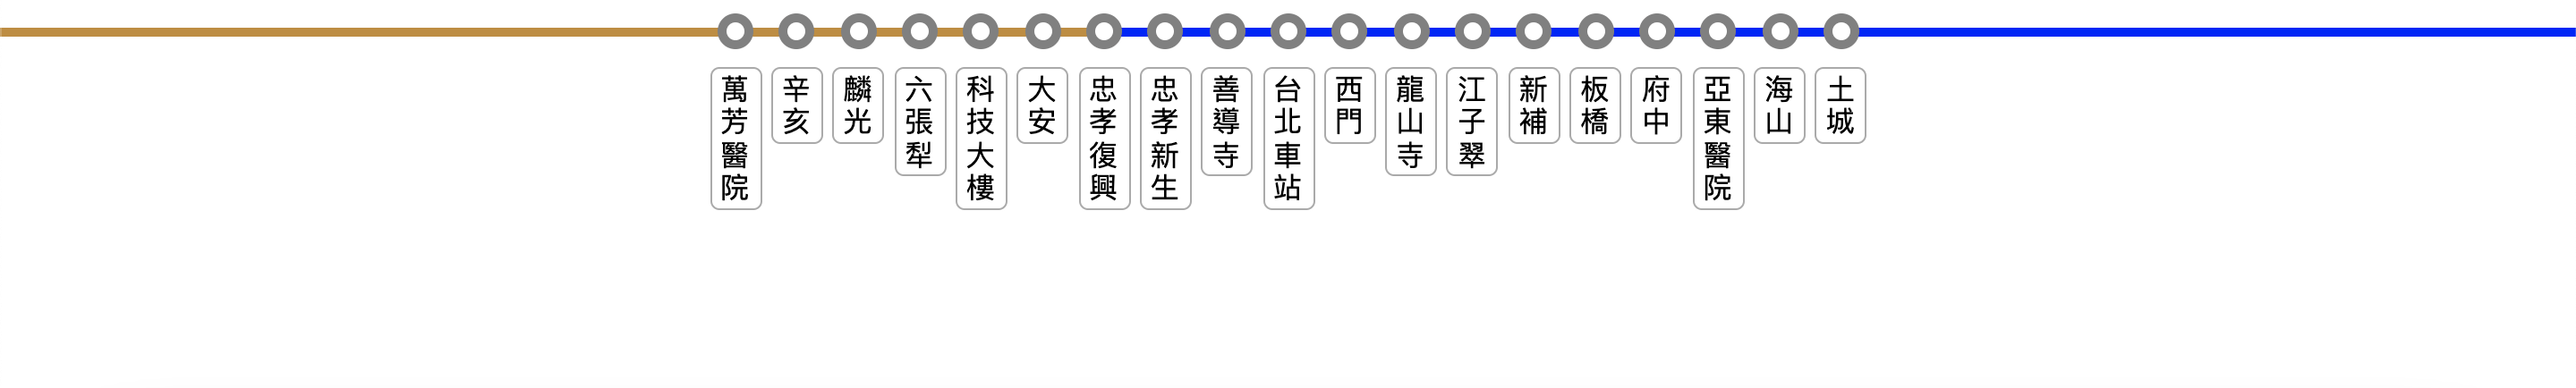 萬芳醫院
辛亥
麟光
六張犁
科技大樓
大安
忠孝復興
忠孝新生
善導寺
台北車站
西門
龍山寺
江子翠
新補
板橋
府中
亞東醫院
海山
土城